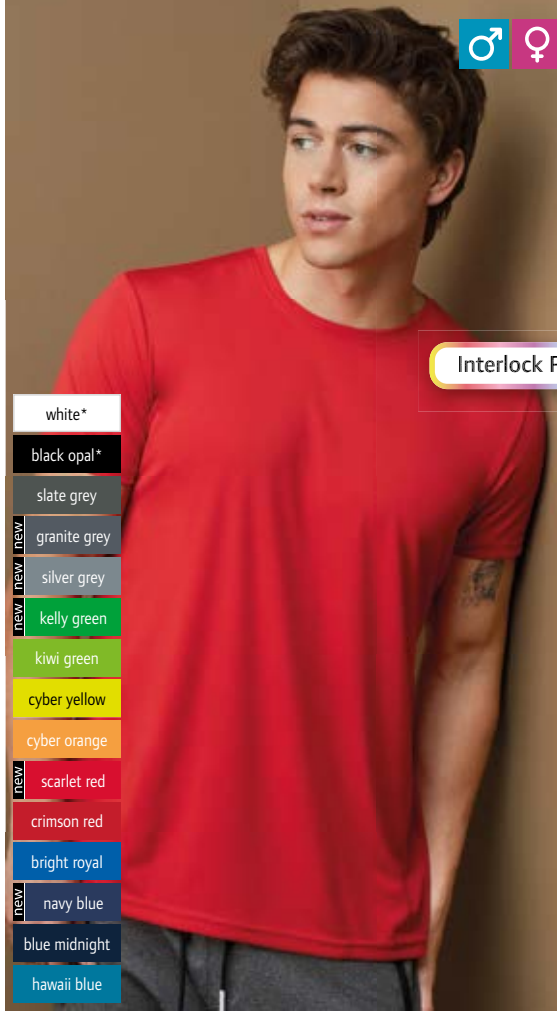 Interlock
white*
black opal*
slate grey
new granite grey
new silver grey
new kelly green
kiwi green
cyber yellow
cyber orange
new scarlet red
crimson red
bright royal
new navy blue
blue midnight
hawaii blue